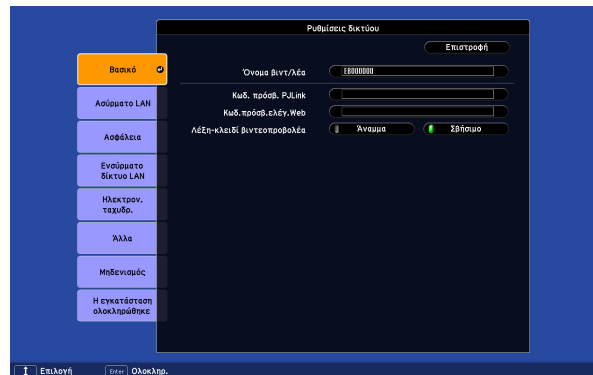 Ρυθμίσεις δικτύου
Επιστροφή
Βασικό
Όνομα βιντ/λέα EB000000
Κωδ. πρόσβ. PJLink
Ασύρματο LAN
Κωδ.πρόσβ.ελέγ.Web
Λέξη-κλειδί βιντεοπροβολέα Άναμμα Σβήσιμο
Ασφάλεια
Ενσύρματο
δίκτυο LAN
Ηλεκτρον.
ταχυδρ.
Άλλα
Μηδενισμός
Η εγκατάσταση
ολοκληρώθηκε
Επιλογή Enter Ολοκληρ.